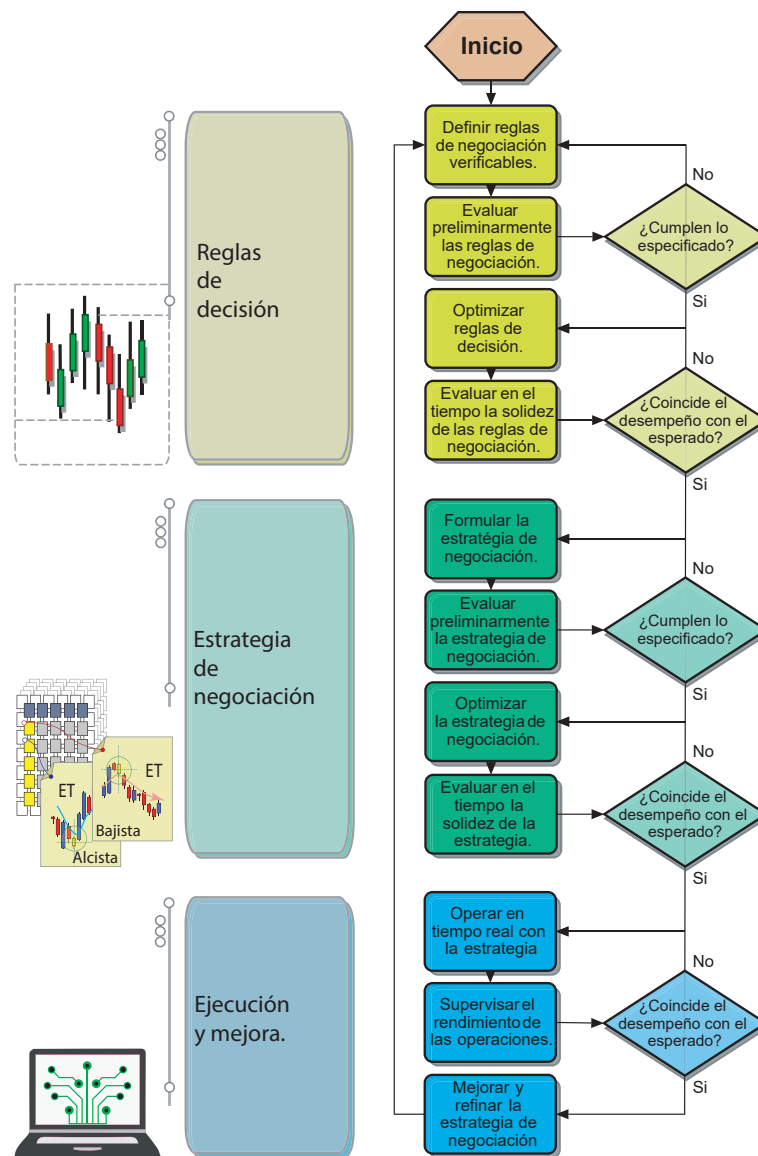 Inicio
Reglas
de
decisión
Definir reglas
de negociación
verificables.
No
Evaluar
preliminarmente
las reglas de
negociación.
¿Cumplen lo
especificado?
Si
Optimizar
reglas de
decisión.
No
Evaluar en el
tiempo la solidez
de las reglas de
negociación.
¿Coincide el
desempeño con el
esperado?
Si
Estrategia
de
negociación
ET
Alcista
ET
Bajista
Formular la
estratégia de
negociación.
No
Evaluar
preliminarmente
la estrategia de
negociación.
¿Cumplen lo
especificado?
Si
Optimizar
la estrategia de
negociación.
No
Evaluar en el
tiempo la
solidez de la
estrategia.
¿Coincide el
desempeño con el
esperado?
Si
Ejecución
y mejora.
Operar en
tiempo real con
la estrategia
No
Supervisar el
rendimiento de
las operaciones.
¿Coincide el
desempeño con el
esperado?
Si
Mejorar y
refinar la
estrategia de
negociación